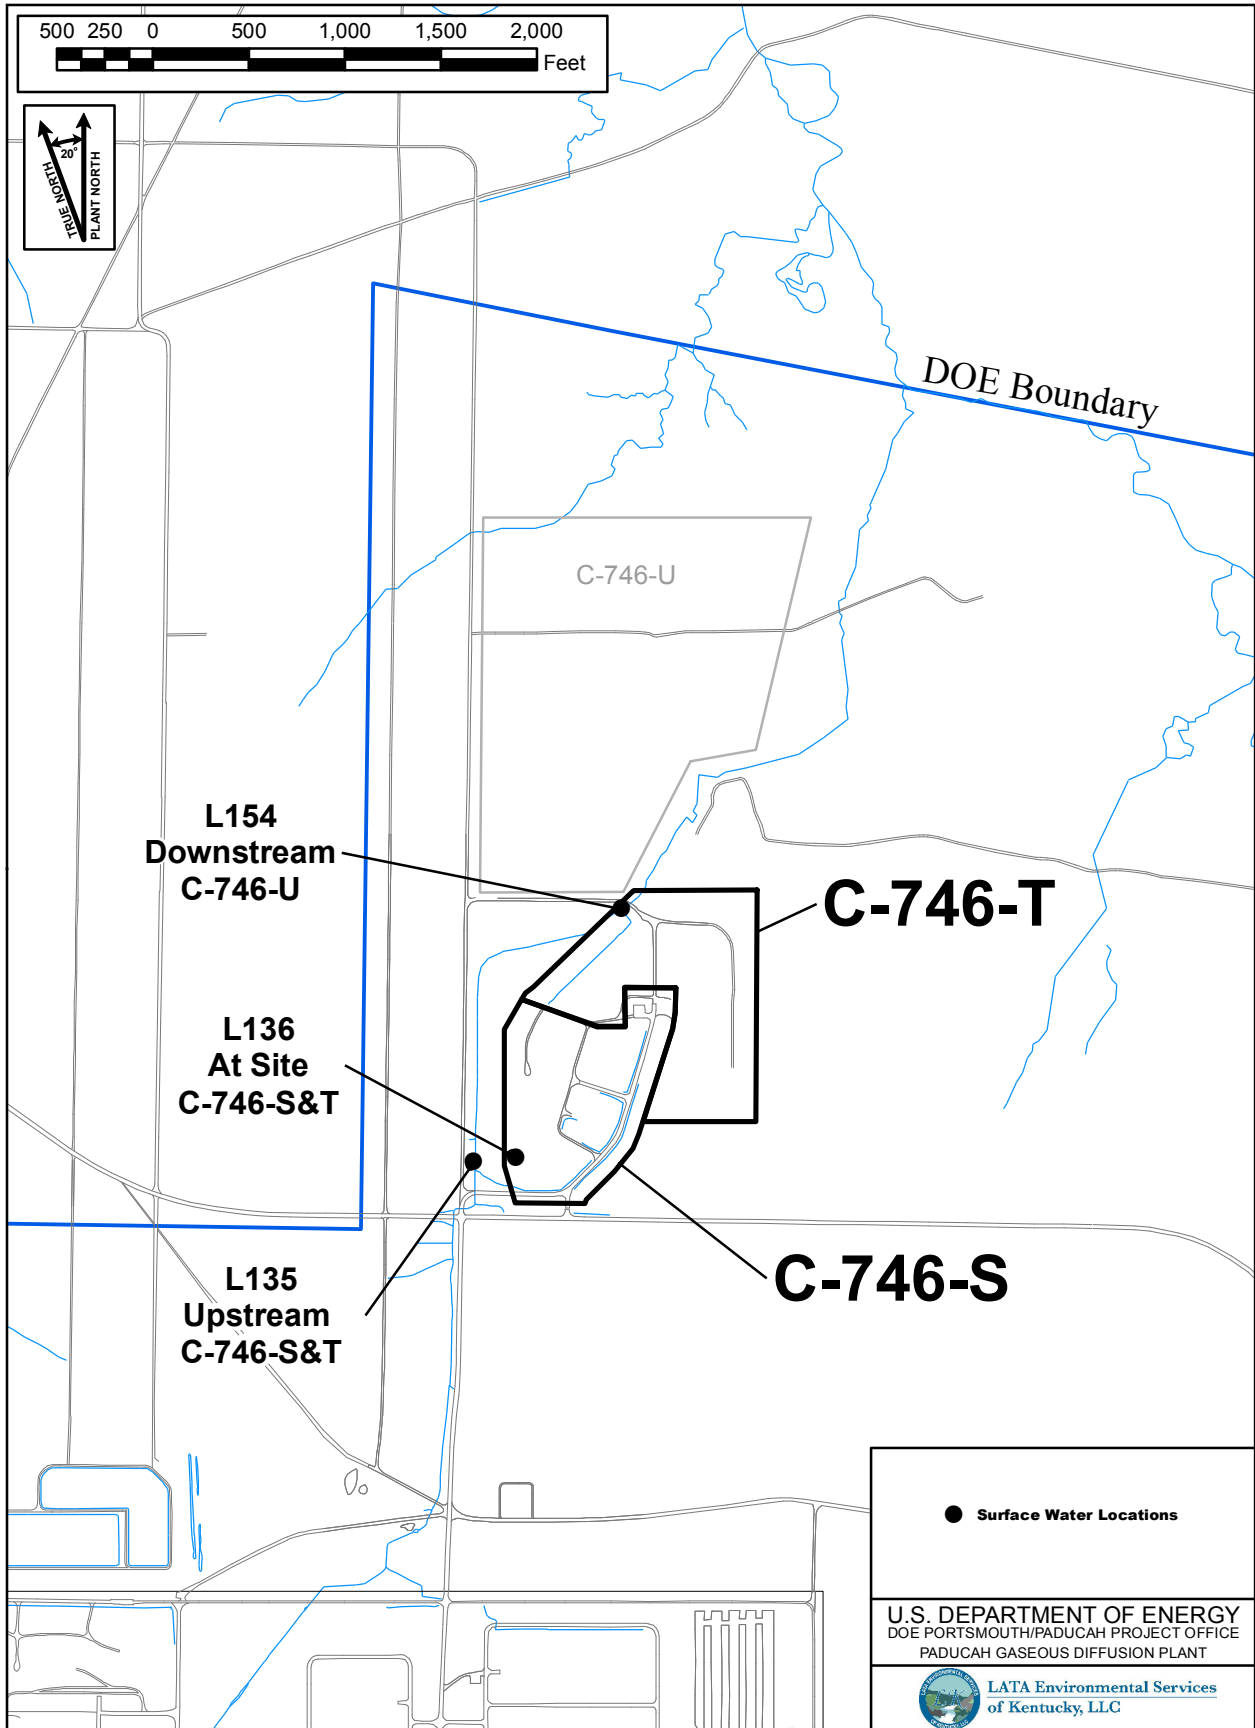 500 250 0 500 1,000 1,500 2,000
Feet
20°
TRUE NORTH
PLANT NORTH
DOE Boundary
C-746-U
L154
Downstream
C-746-U
C-746-T
L136
At Site
C-746-S&T
L135
Upstream
C-746-S&T
C-746-S
Surface Water Locations
U.S. DEPARTMENT OF ENERGY
DOE PORTSMOUTH/PADUCAH PROJECT OFFICE
PADUCAH GASEOUS DIFFUSION PLANT
LATA Environmental Services
of Kentucky, LLC